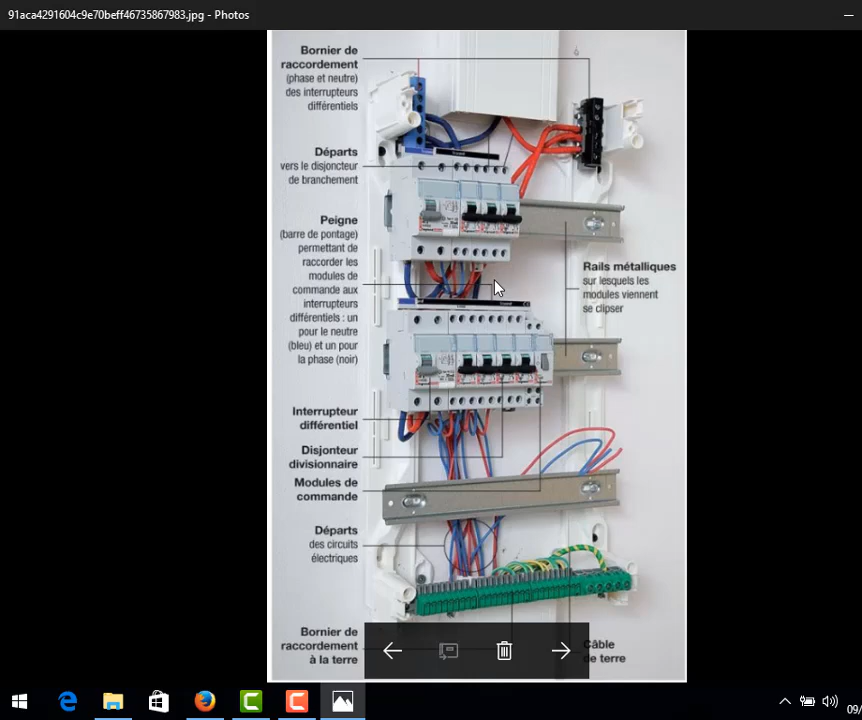 91aca4291604c9e70beff46735867983.jpg - Photos
Bornier de
raccordement
(phase et neutre)
des interrupteurs
différentiels
Départs
vers le disjoncteur
de branchement
Peigne
(barre de pontage)
permettant de
raccorder les
modules de
commande aux
interrupteurs
différentiels : un
pour le neutre
(bleu) et un pour
la phase (noir)
Rails métalliques
sur lesquels les
modules viennent
se clipser
Interrupteur
différentiel
Disjonteur
divisionnaire
Modules de
commande
Départs
des circuits
électriques
Bornier de
raccordement
à la terre
Câble
de terre
09/